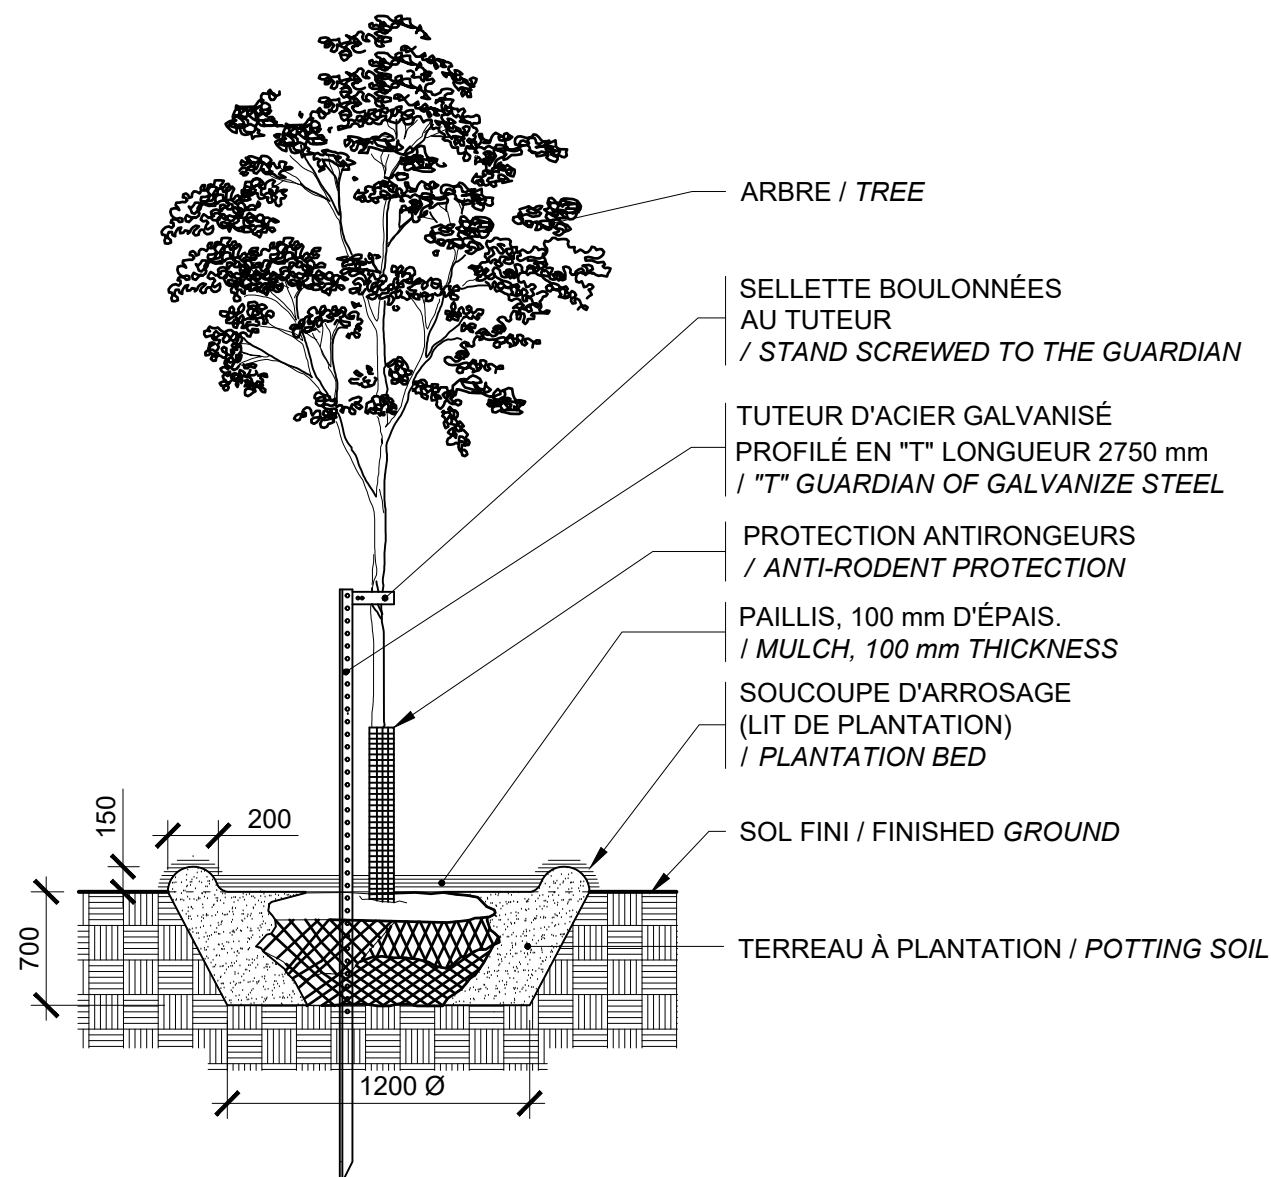 ARBRE / TREE
SELLETTE BOULONNÉES
AU TUTEUR
/ STAND SCREWED TO THE GUARDIAN
TUTEUR D'ACIER GALVANISÉ
PROFILÉ EN "T" LONGUEUR 2750 mm
/ "T" GUARDIAN OF GALVANIZE STEEL
PROTECTION ANTIRONGEURS
/ ANTI-RODENT PROTECTION
PAILLIS, 100 mm D'ÉPAIS.
/ MULCH, 100 mm THICKNESS
SOUCOUPE D'ARROSAGE
(LIT DE PLANTATION)
/ PLANTATION BED
SOL FINI / FINISHED GROUND
TERREAU À PLANTATION / POTTING SOIL
150
200
700
1200 Ø